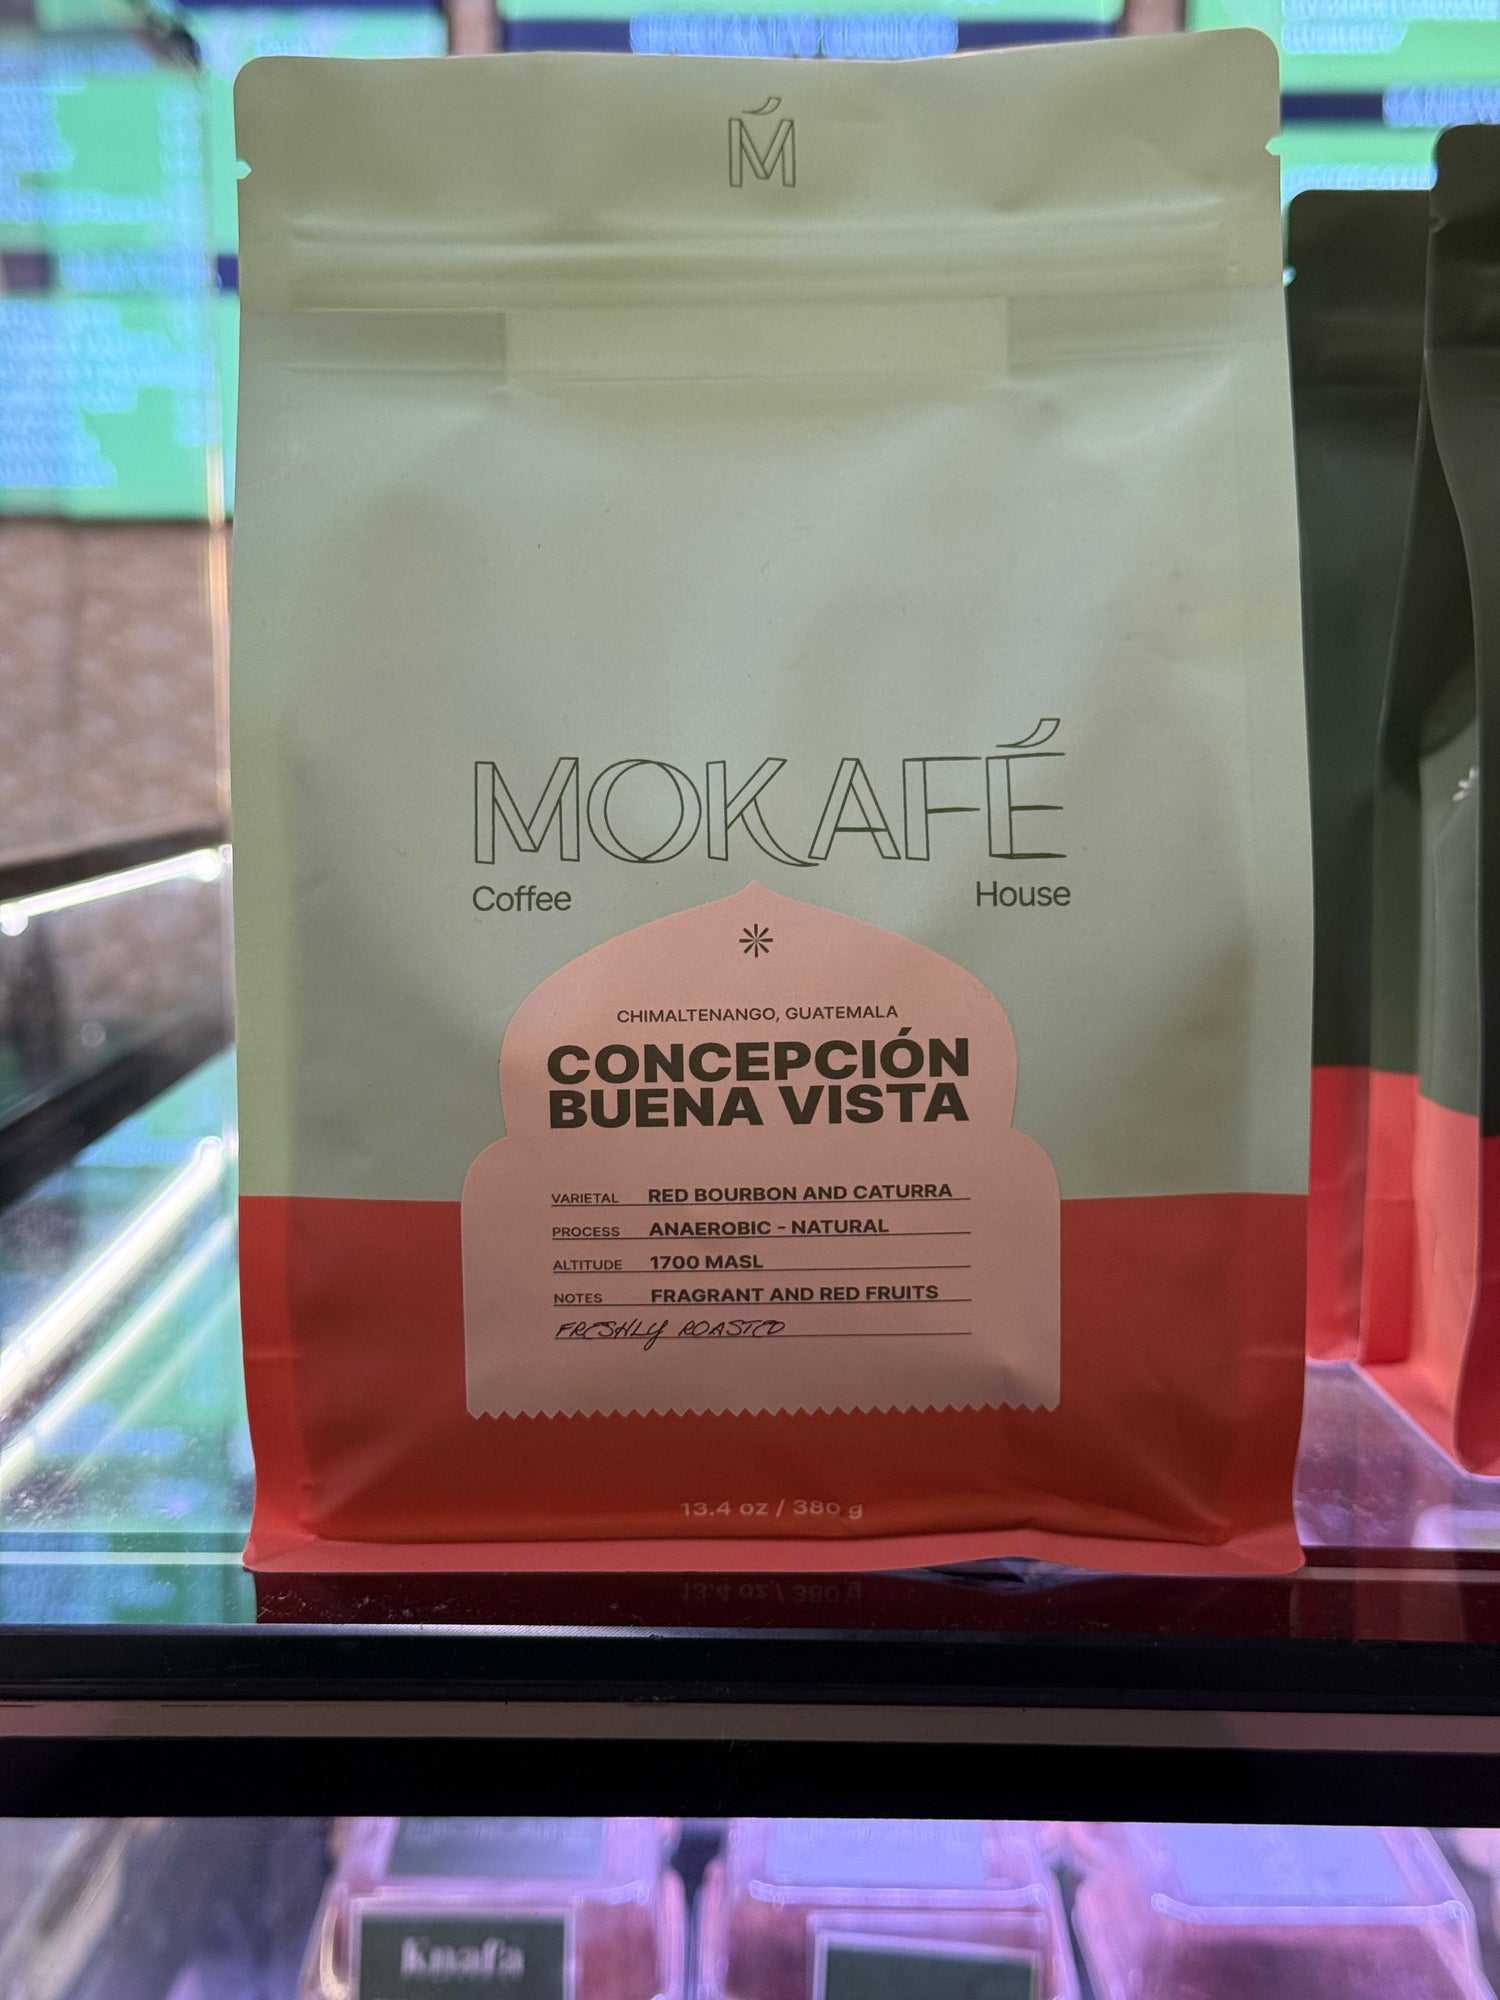 Ḿ
MOKAFÉ
Coffee House
CHIMALTENANGO, GUATEMALA
CONCEPCIÓN
BUENA VISTA
VARIETAL RED BOURBON AND CATURRA
PROCESS ANAEROBIC - NATURAL
ALTITUDE 1700 MASL
NOTES FRAGRANT AND RED FRUITS
FRESHLY ROASTED
13.4 oz / 380 g
Knafa